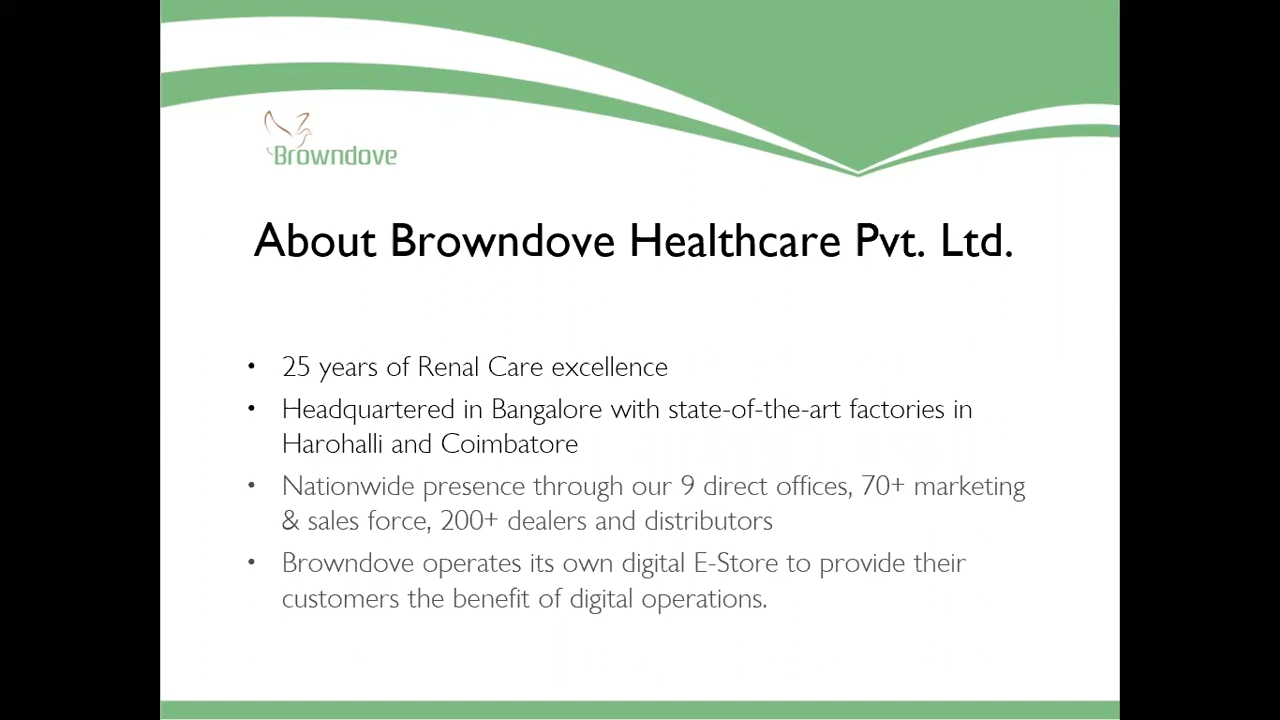 Browndove
About Browndove Healthcare Pvt. Ltd.
• 25 years of Renal Care excellence
• Headquartered in Bangalore with state-of-the-art factories in
Harohalli and Coimbatore
• Nationwide presence through our 9 direct offices, 70+ marketing
& sales force, 200+ dealers and distributors
• Browndove operates its own digital E-Store to provide their
customers the benefit of digital operations.